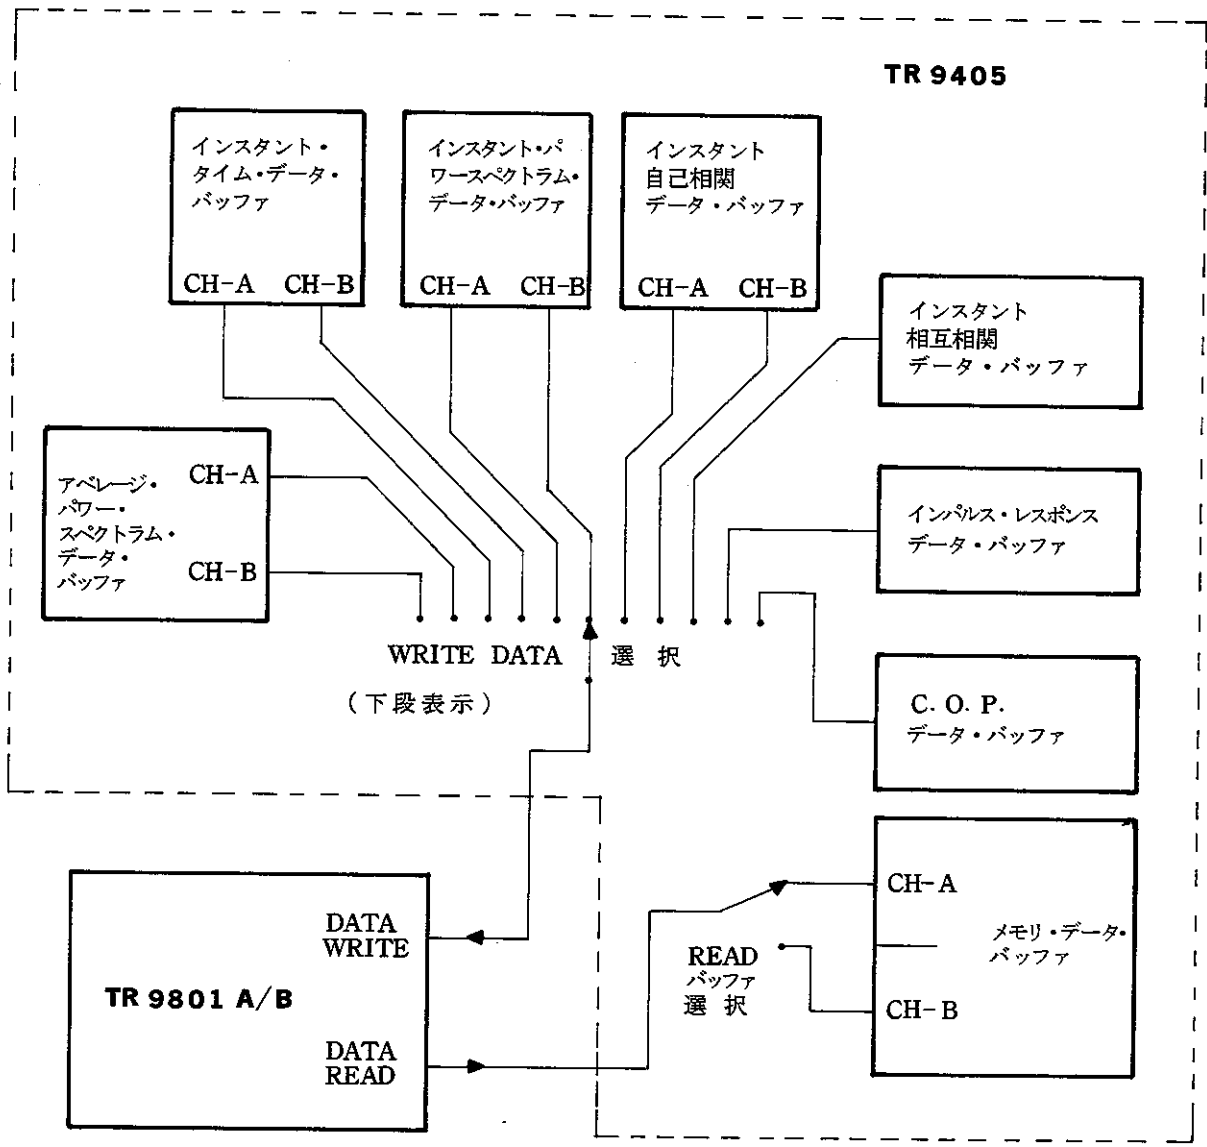 TR 9405
インスタント・
タイム・データ・
バッファ
CH-A CH-B
インスタント・パ
ワースペクトラム・
データ・バッファ
CH-A CH-B
インスタント
自己相関
データ・バッファ
CH-A CH-B
インスタント
相互相関
データ・バッファ
アベレージ・
パワー・
スペクトラム・
データ・
バッファ
CH-A
CH-B
インパルス・レスポンス
データ・バッファ
WRITE DATA 選択
(下段表示)
C. O. P.
データ・バッファ
TR 9801 A/B
DATA
WRITE
DATA
READ
READ
バッファ
選択
CH-A
CH-B
メモリ・データ・
バッファ